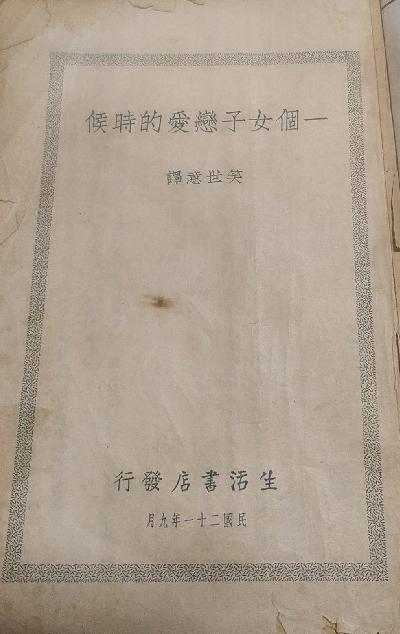 一個女子戀愛的時候
笑世意譯
生活書店發行
民國二十一年九月